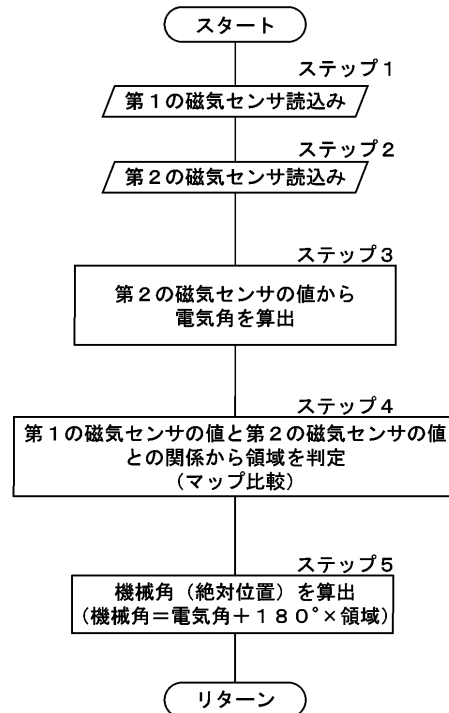 スタート
ステップ１
第１の磁気センサ読込み
ステップ２
第２の磁気センサ読込み
ステップ３
第２の磁気センサの値から
電気角を算出
ステップ４
第１の磁気センサの値と第２の磁気センサの値
との関係から領域を判定
（マップ比較）
ステップ５
機械角（絶対位置）を算出
（機械角＝電気角＋１８０°×領域）
リターン